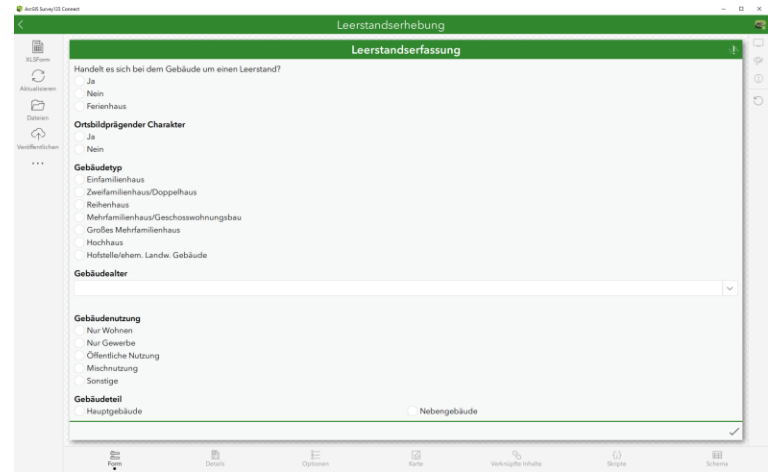 ArcGIS Survey123 Connect
Leerstandserhebung
XLSForm
Aktualisieren
Dateien
Veröffentlichen
Leerstandserfassung
Handelt es sich bei dem Gebäude um einen Leerstand?
Ja
Nein
Ferienhaus
Ortsbildprägender Charakter
Ja
Nein
Gebäudetyp
Einfamilienhaus
Zweifamilienhaus/Doppelhaus
Reihenhaus
Mehrfamilienhaus/Geschosswohnungsbau
Großes Mehrfamilienhaus
Hochhaus
Hofstelle/ehem. Landw. Gebäude
Gebäudealter
Gebäudenutzung
Nur Wohnen
Nur Gewerbe
Öffentliche Nutzung
Mischnutzung
Sonstige
Gebäudeteil
Hauptgebäude Nebengebäude
Form Details Optionen Karte Verknüpfte Inhalte Skripte Schema